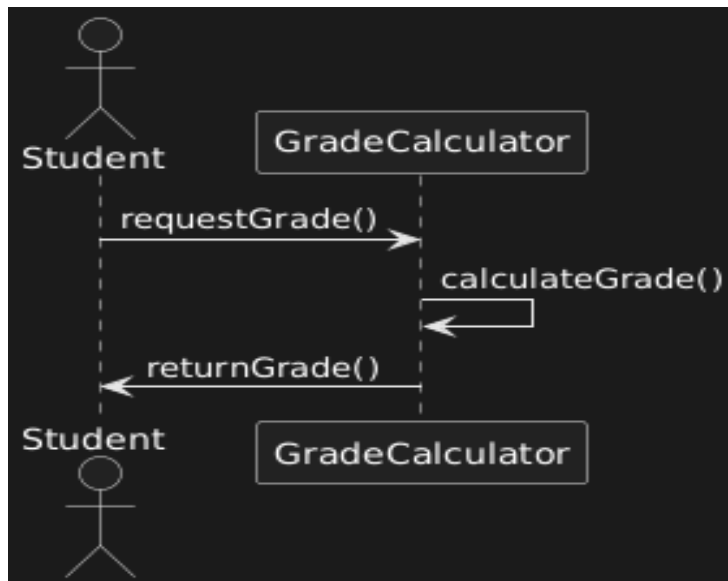 Student
GradeCalculator
requestGrade()
calculateGrade()
returnGrade()
Student
GradeCalculator